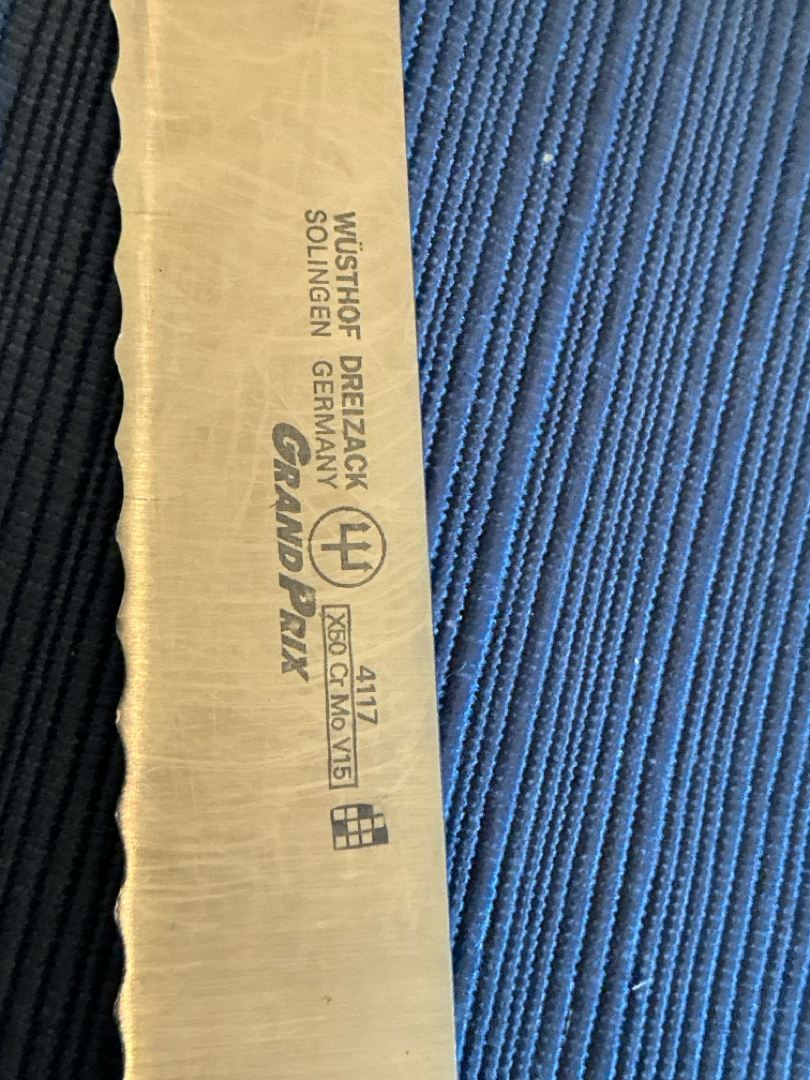 WÜSTHOF DREIZACK
SOLINGEN GERMANY
GRAND PRIX
4117
X50 Cr Mo V15